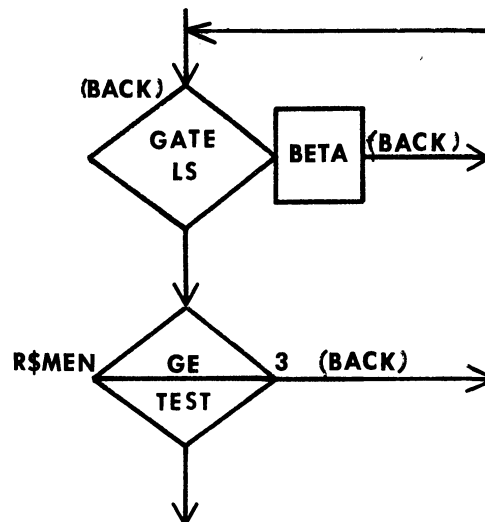 (BACK)
GATE
LS
BETA
(BACK)
R$MEN
GE
3
(BACK)
TEST